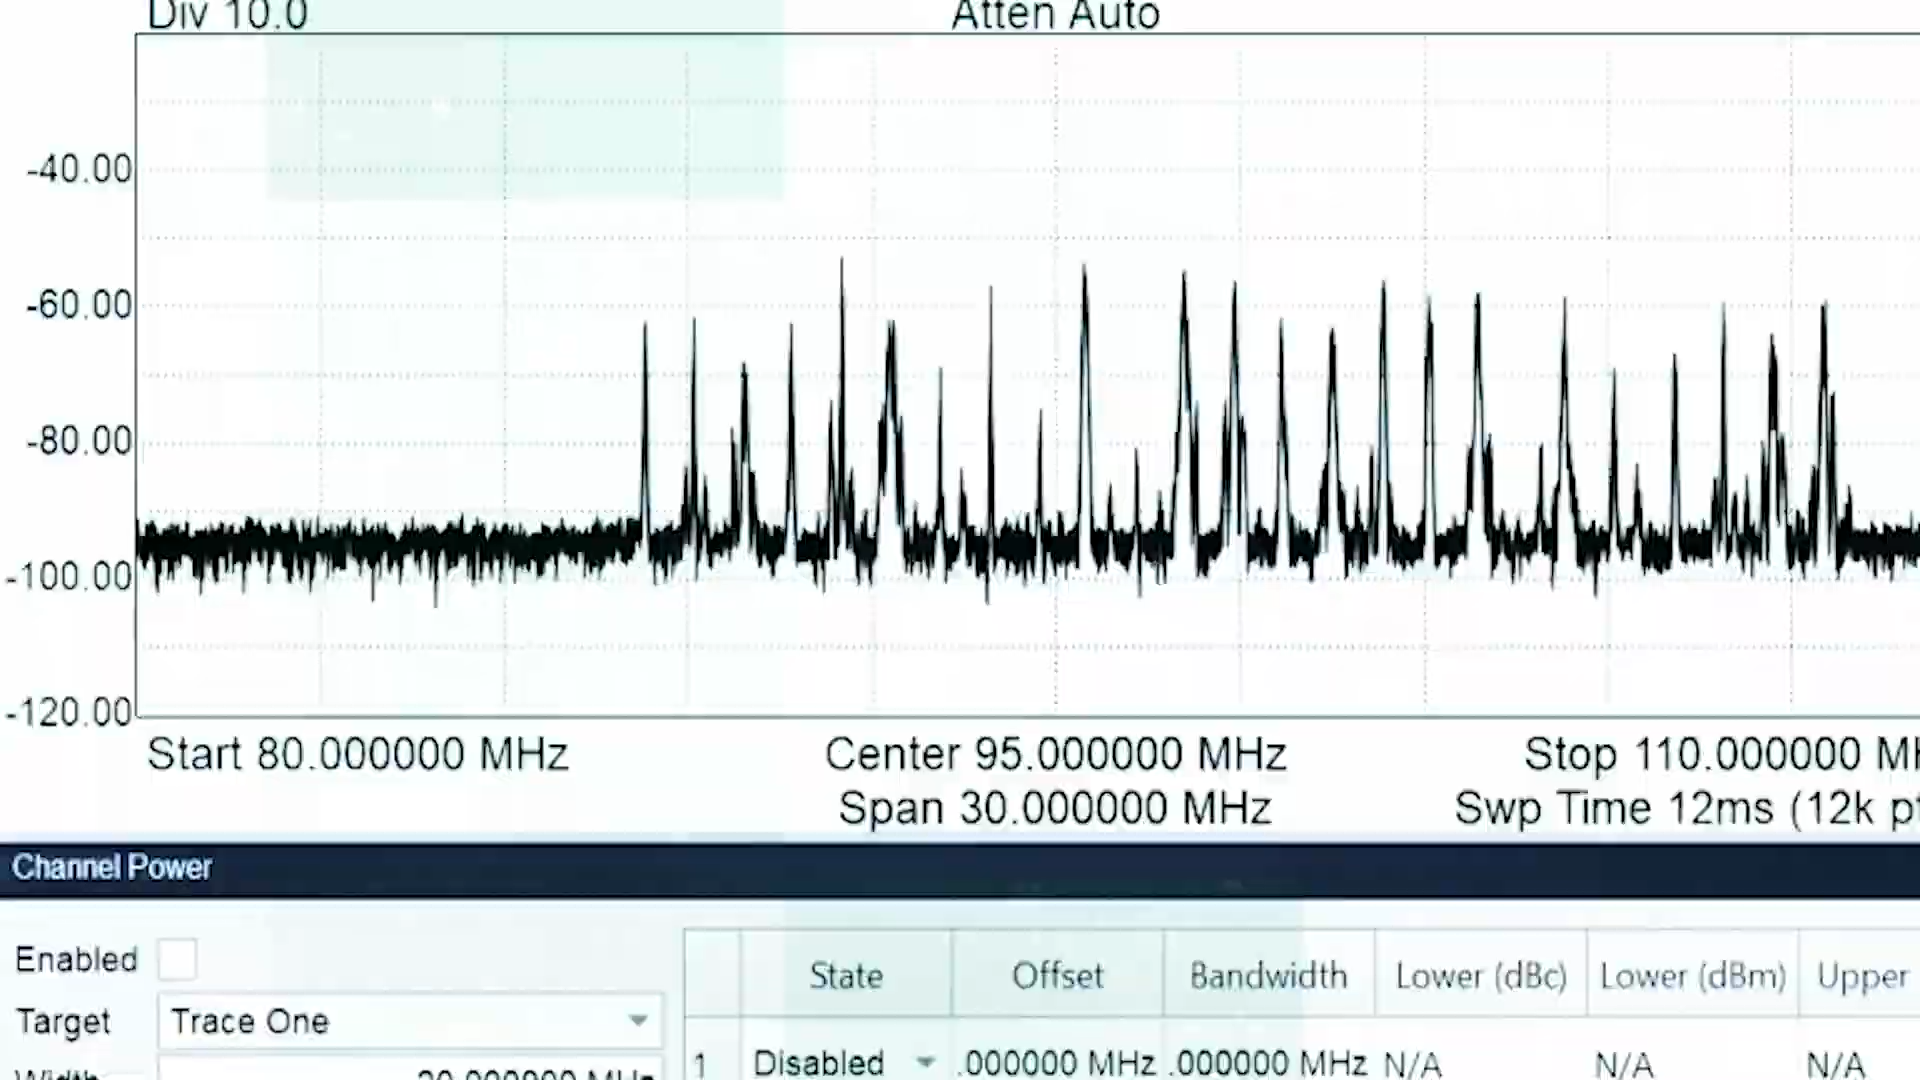 Div 10.0 Atten Auto
-40.00
-60.00
-80.00
-100.00
-120.00
Start 80.000000 MHz Center 95.000000 MHz Stop 110.000000
Span 30.000000 MHz Swp Time 12ms (12k
Channel Power
Enabled
State Offset Bandwidth Lower (dBc) Lower (dBm) Upper
Target Trace One
1 Disabled .000000 MHz .000000 MHz N/A N/A N/A
Width